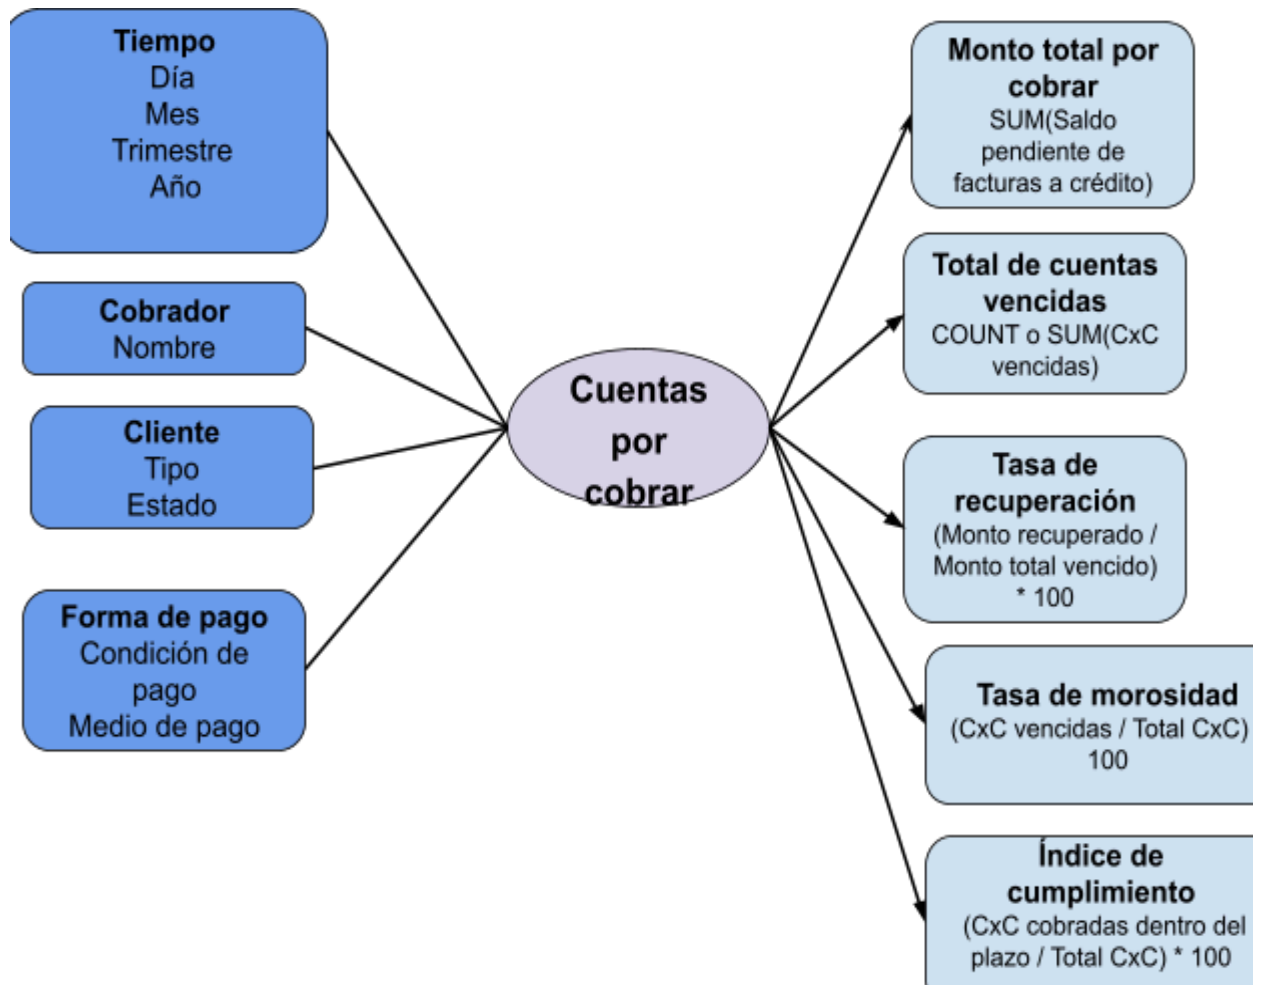 Tiempo
Día
Mes
Trimestre
Año
Cobrador
Nombre
Cliente
Tipo
Estado
Forma de pago
Condición de
pago
Medio de pago
Cuentas
por
cobrar
Monto total por
cobrar
SUM(Saldo
pendiente de
facturas a crédito)
Total de cuentas
vencidas
COUNT o SUM(CxC
vencidas)
Tasa de
recuperación
(Monto recuperado /
Monto total vencido)
* 100
Tasa de morosidad
(CxC vencidas / Total CxC)
100
Índice de
cumplimiento
(CxC cobradas dentro del
plazo / Total CxC) * 100